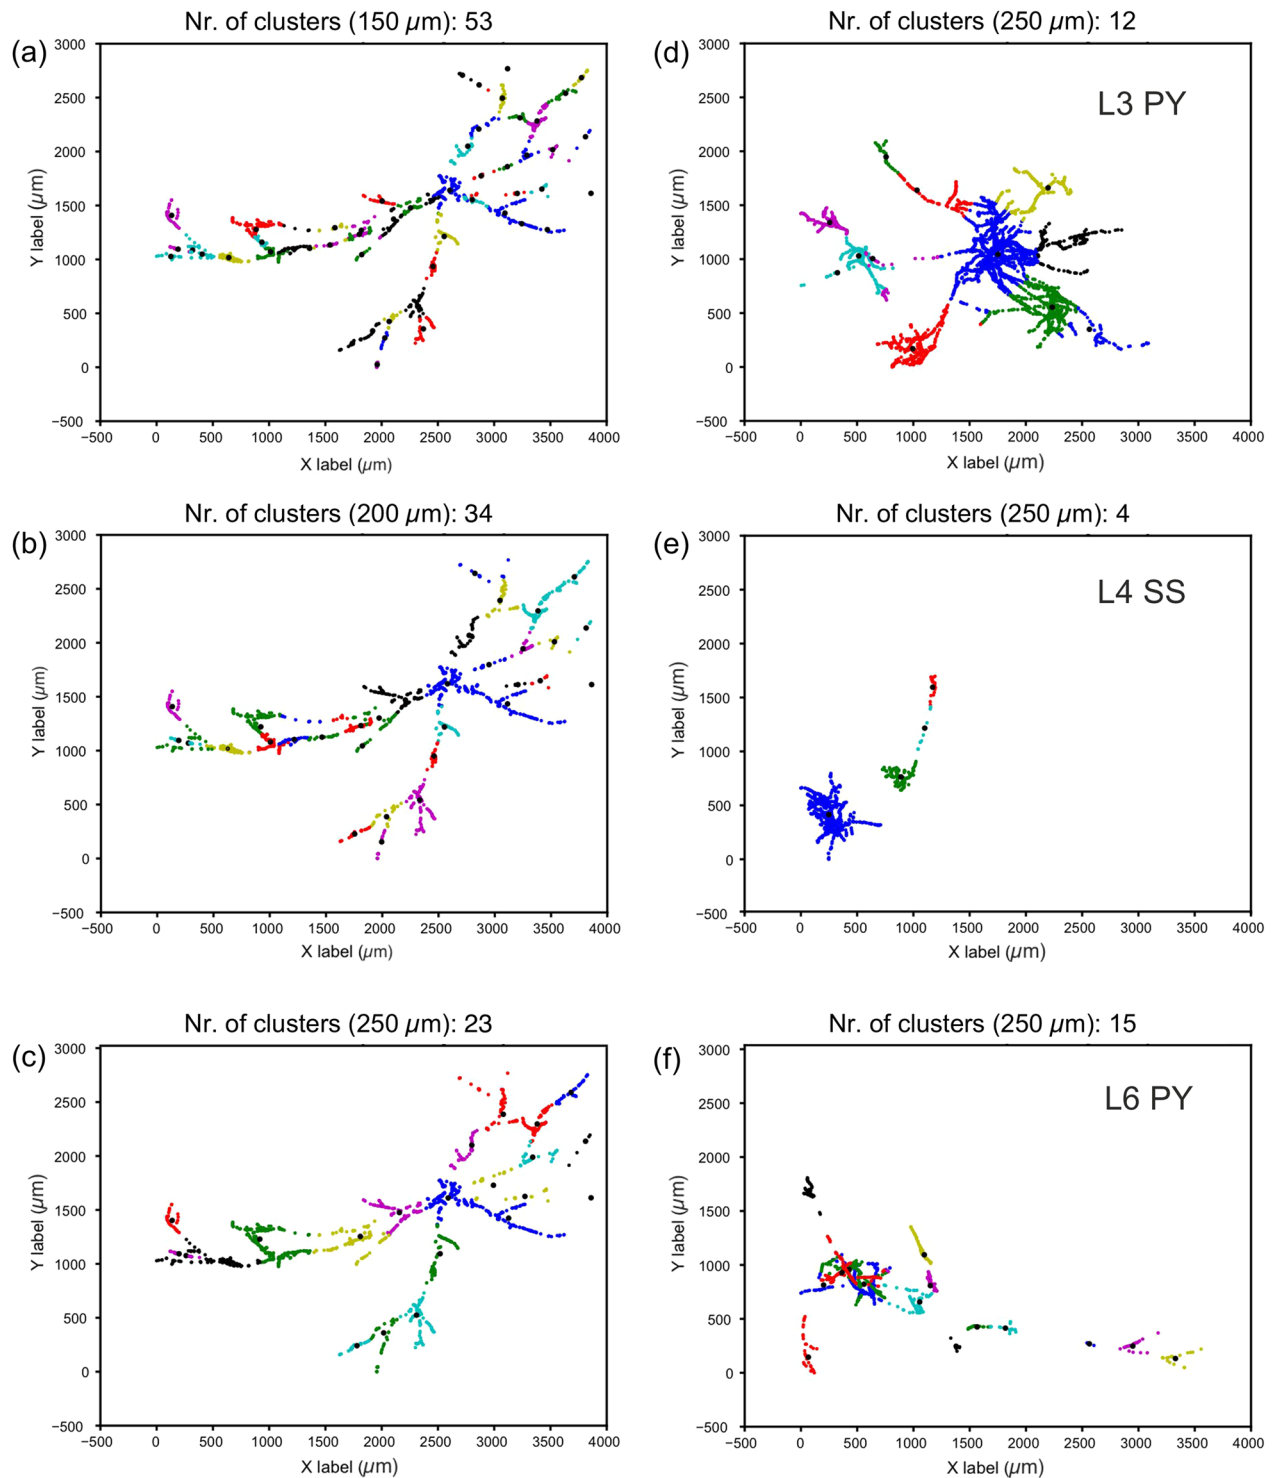 Nr. of clusters (150 µm): 53
(a)
3000
2500
2000
1500
1000
500
0
−500
Y label (µm)
−500 0 500 1000 1500 2000 2500 3000 3500 4000
X label (µm)
Nr. of clusters (250 µm): 12
(d)
L3 PY
3000
2500
2000
1500
1000
500
0
−500
Y label (µm)
−500 0 500 1000 1500 2000 2500 3000 3500 4000
X label (µm)
Nr. of clusters (200 µm): 34
(b)
3000
2500
2000
1500
1000
500
0
−500
Y label (µm)
−500 0 500 1000 1500 2000 2500 3000 3500 4000
X label (µm)
Nr. of clusters (250 µm): 4
(e)
L4 SS
3000
2500
2000
1500
1000
500
0
−500
Y label (µm)
−500 0 500 1000 1500 2000 2500 3000 3500 4000
X label (µm)
Nr. of clusters (250 µm): 23
(c)
3000
2500
2000
1500
1000
500
0
−500
Y label (µm)
−500 0 500 1000 1500 2000 2500 3000 3500 4000
X label (µm)
Nr. of clusters (250 µm): 15
(f)
L6 PY
3000
2500
2000
1500
1000
500
0
−500
Y label (µm)
−500 0 500 1000 1500 2000 2500 3000 3500 4000
X label (µm)